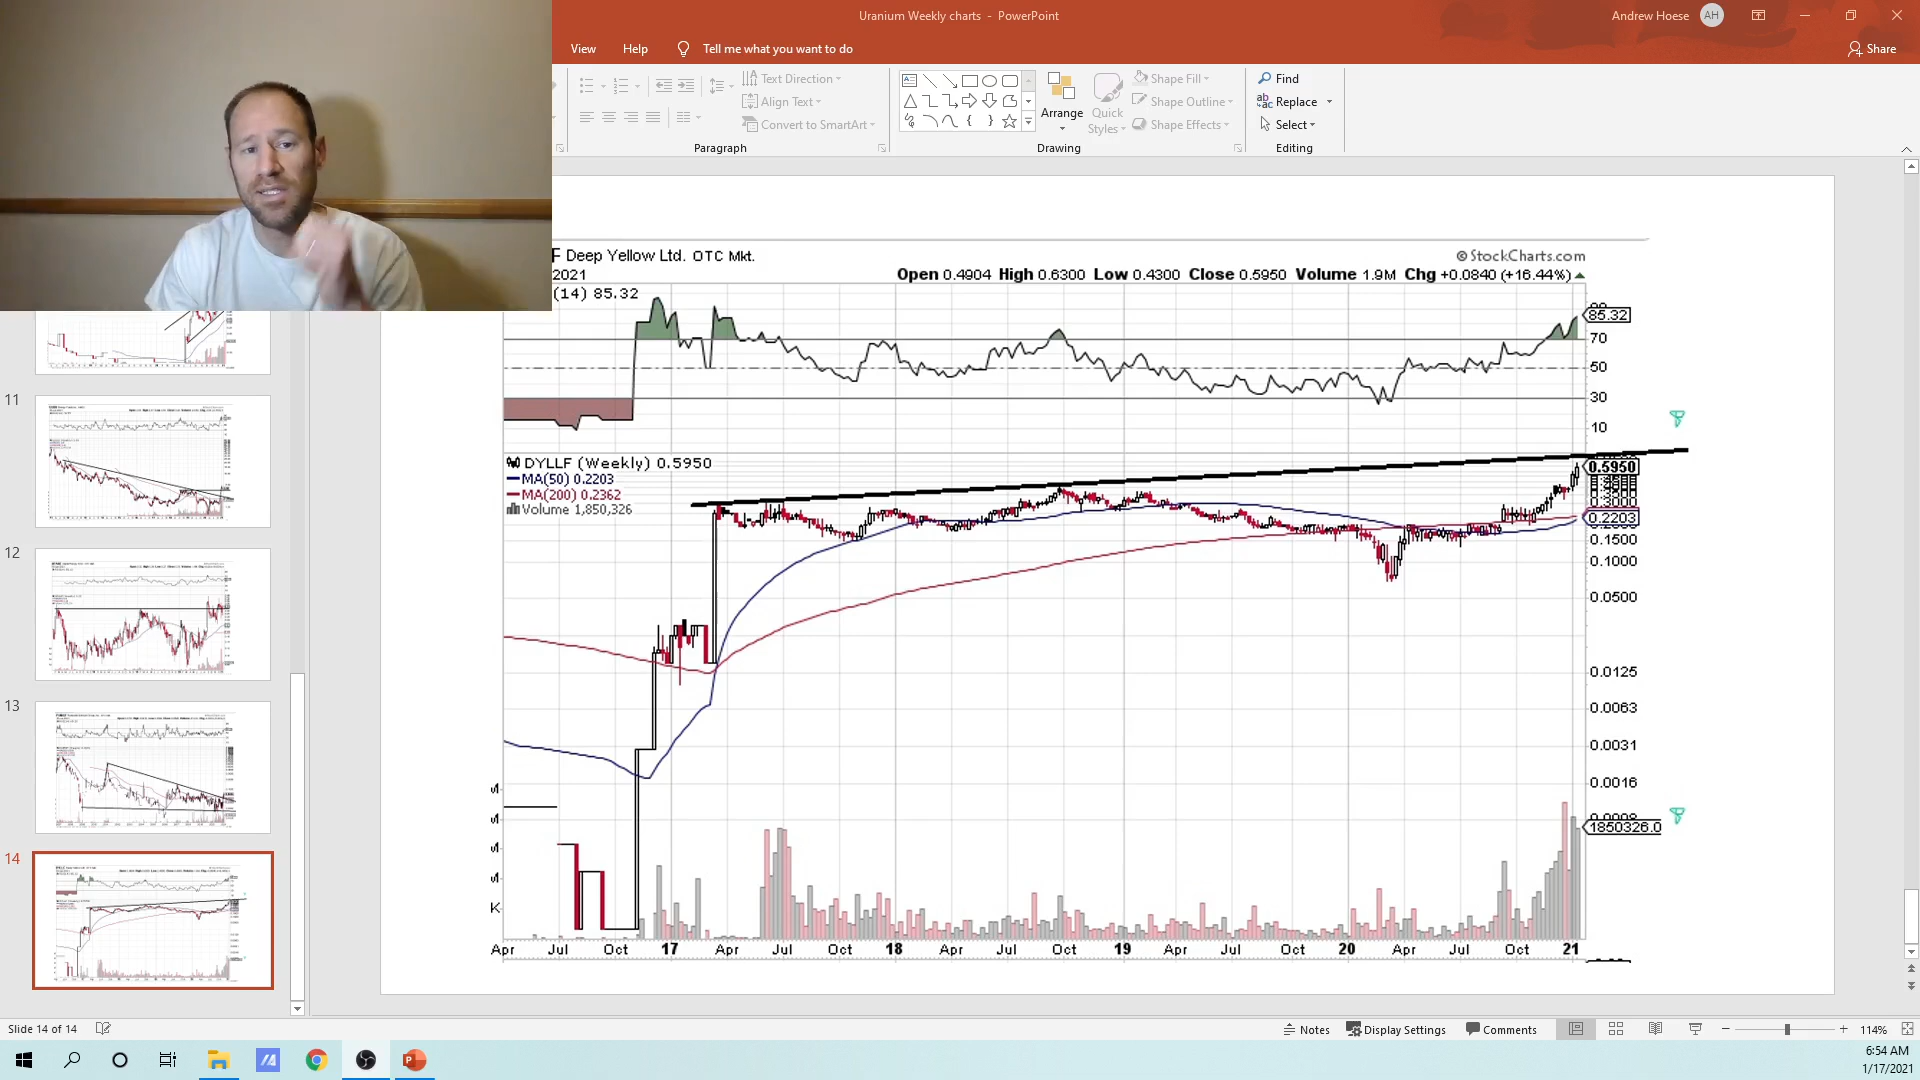 Uranium Weekly charts - PowerPoint
Andrew Hoese
AH
View
Help
Tell me what you want to do
Share
Text Direction
Align Text
Convert to SmartArt
Paragraph
Arrange
Quick Styles
Shape Fill
Shape Outline
Shape Effects
Drawing
Find
Replace
Select
Editing
11
12
13
14
F Deep Yellow Ltd. OTC Mkt.
© StockCharts.com
2021
Open 0.4904 High 0.6300 Low 0.4300 Close 0.5950 Volume 1.9M Chg +0.0840 (+16.44%)
(14) 85.32
85.32
70
50
30
10
DYLLF (Weekly) 0.5950
MA(50) 0.2203
MA(200) 0.2362
Volume 1,850,326
0.5950
0.3000
0.2203
0.1500
0.1000
0.0500
0.0125
0.0063
0.0031
0.0016
0.0008
1850326.0
M
M
M
M
K
Apr Jul Oct 17 Apr Jul Oct 18 Apr Jul Oct 19 Apr Jul Oct 20 Apr Jul Oct 21
Slide 14 of 14
Notes
Display Settings
Comments
114%
6:54 AM
1/17/2021